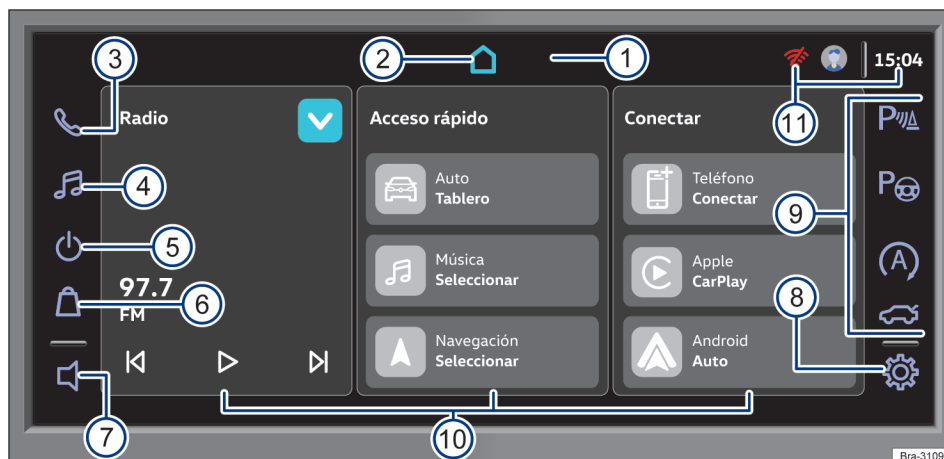 3
2
1
15:04
11
Radio
Acceso rápido
Conectar
P
4
Auto
Tablero
Teléfono
Conectar
P
9
5
97.7
FM
6
Música
Seleccionar
Apple
CarPlay
8
A
Navegación
Seleccionar
Android
Auto
7
10
Bra-3109